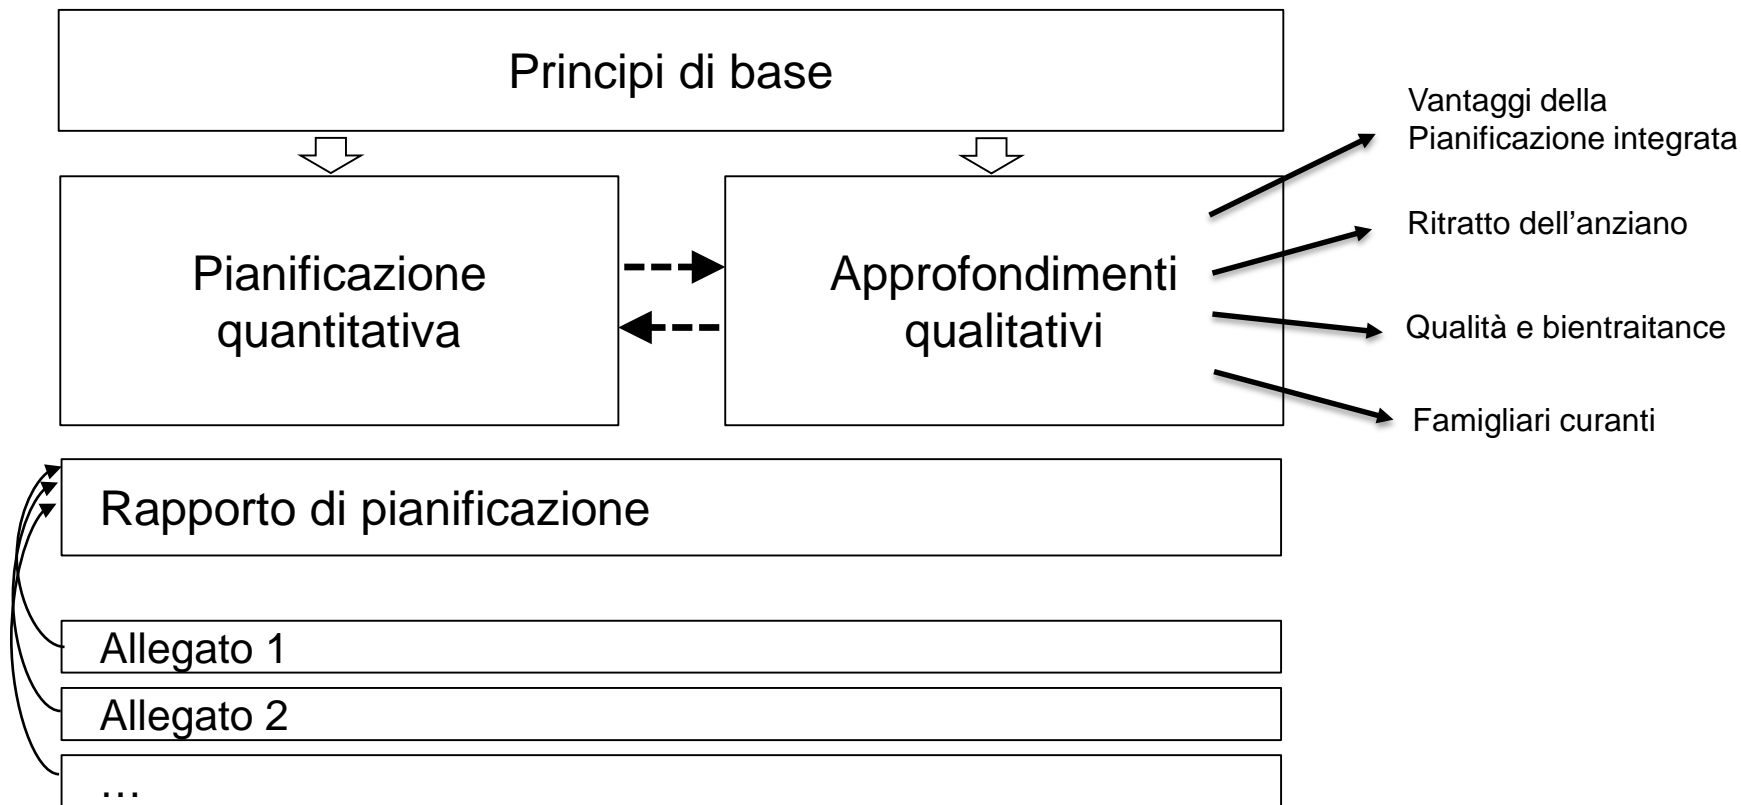 Principi di base
Vantaggi della
Pianificazione integrata
Pianificazione
quantitativa
Approfondimenti
qualitativi
Ritratto dell’anziano
Qualità e bientraitance
Famigliari curanti
Rapporto di pianificazione
Allegato 1
Allegato 2
…